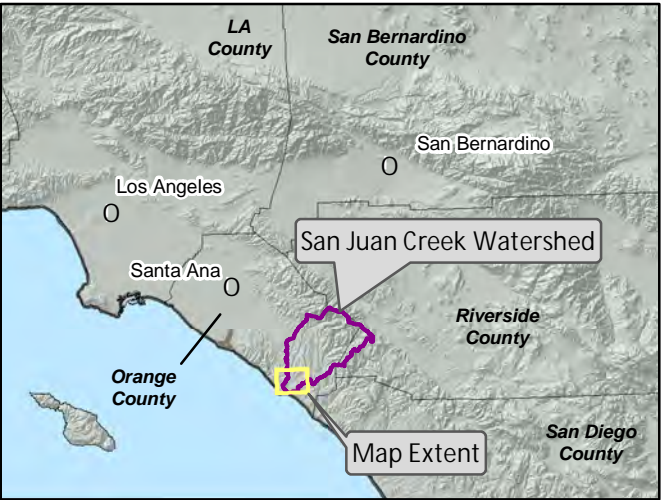 LA
County
San Bernardino
County
San Bernardino
Los Angeles
San Juan Creek Watershed
Santa Ana
Riverside
County
Orange
County
San Diego
County
Map Extent